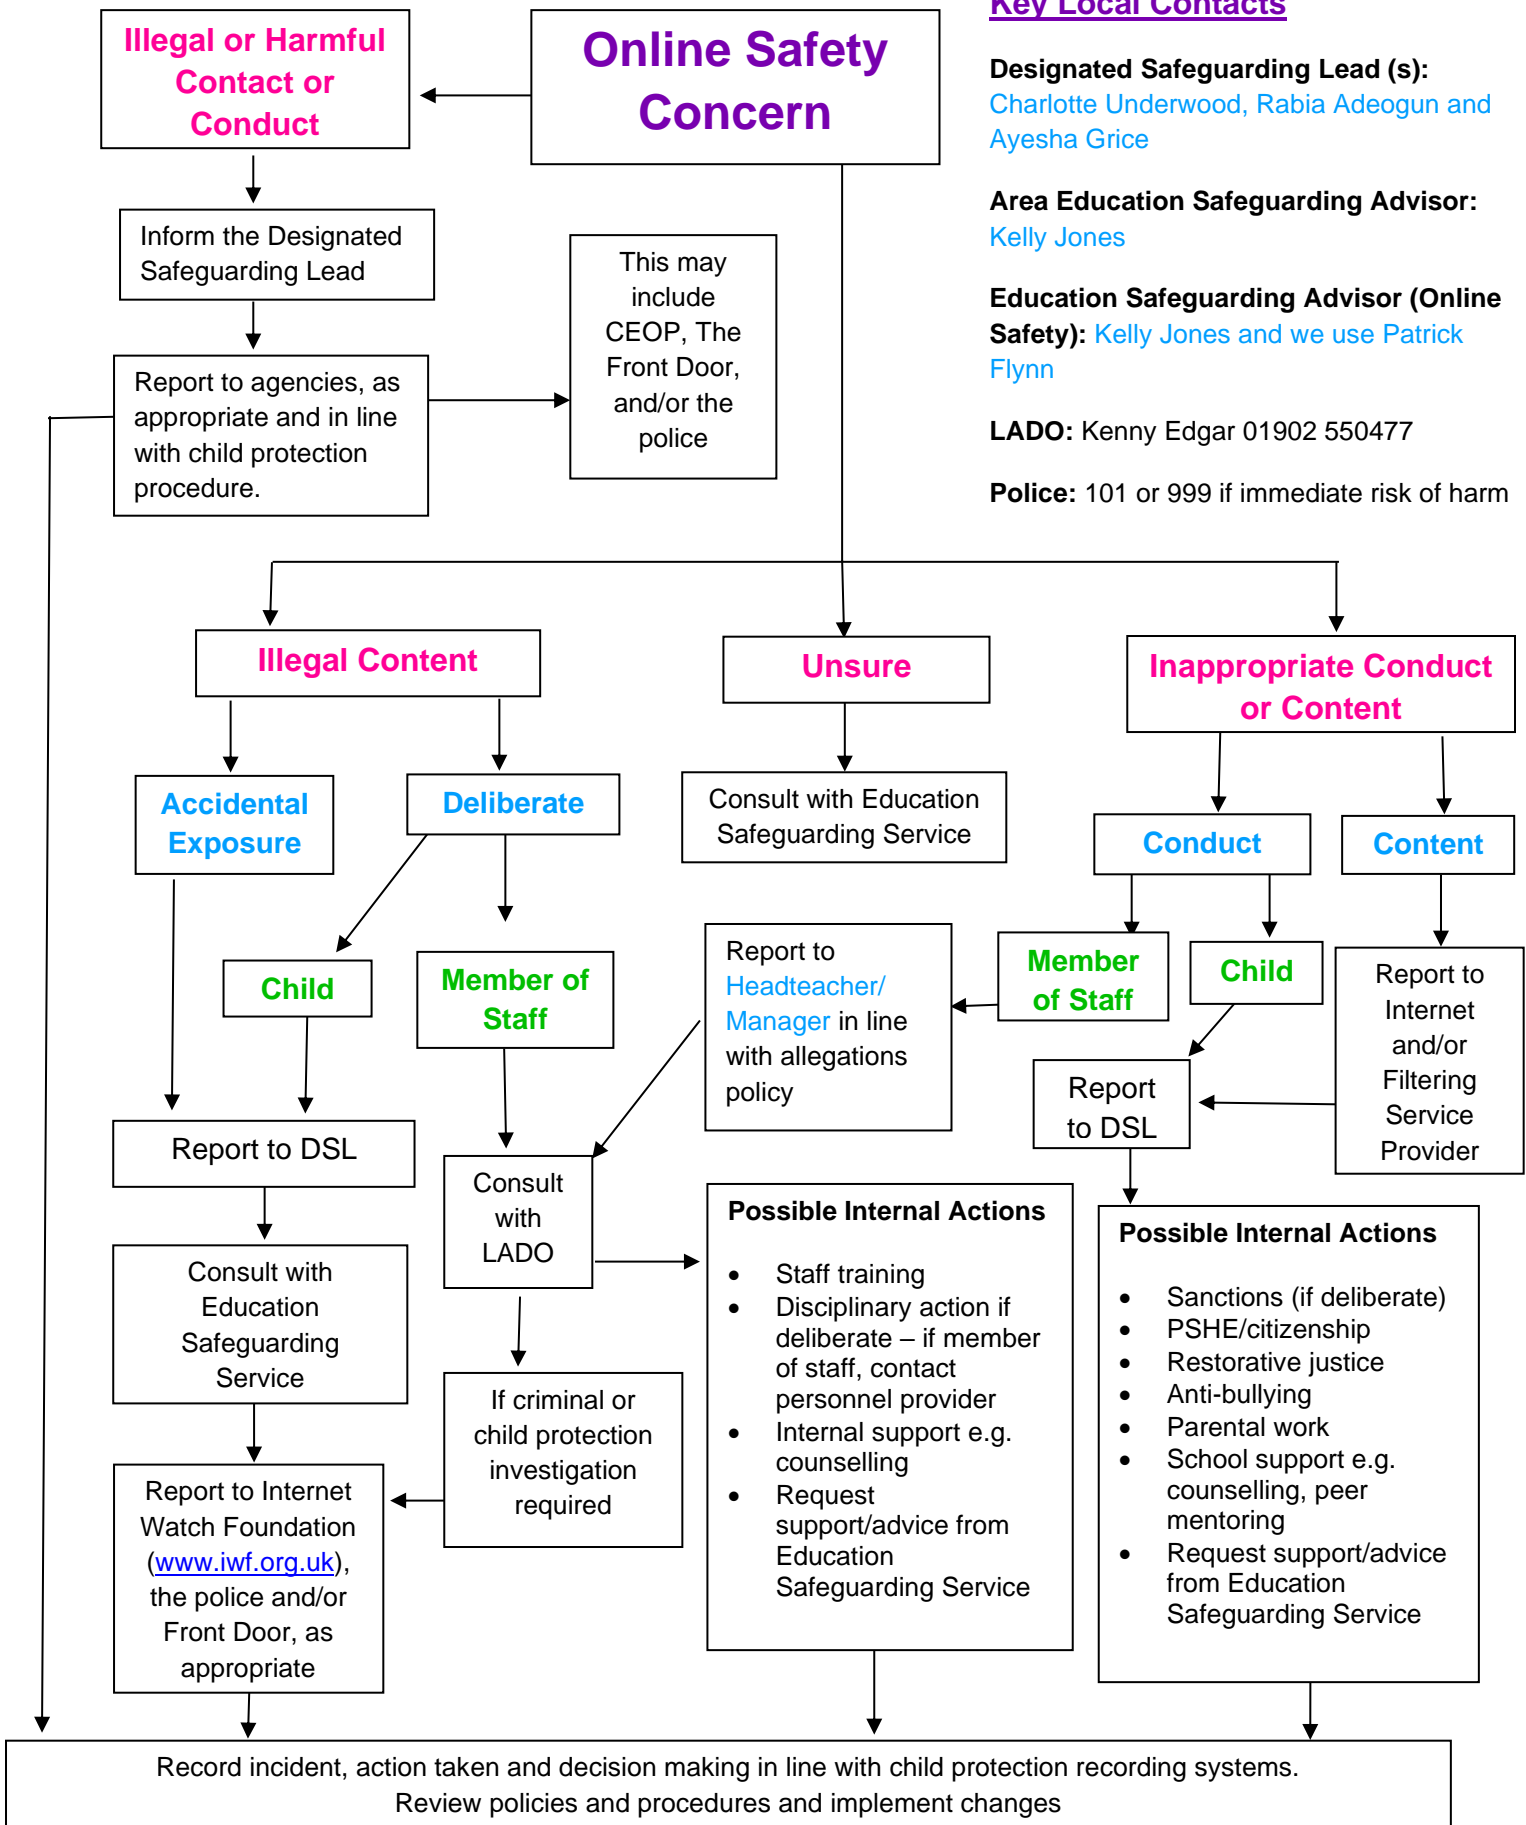 Key Local Contacts
Illegal or Harmful
Contact or
Conduct
Online Safety
Concern
Designated Safeguarding Lead (s):
Charlotte Underwood, Rabia Adeogun and
Ayesha Grice
Area Education Safeguarding Advisor:
Kelly Jones
Education Safeguarding Advisor (Online
Safety): Kelly Jones and we use Patrick
Flynn
LADO: Kenny Edgar 01902 550477
Police: 101 or 999 if immediate risk of harm
Inform the Designated
Safeguarding Lead
This may
include
CEOP, The
Front Door,
and/or the
police
Report to agencies, as
appropriate and in line
with child protection
procedure.
Illegal Content
Unsure
Inappropriate Conduct
or Content
Accidental
Exposure
Deliberate
Consult with Education
Safeguarding Service
Conduct
Content
Child
Member of
Staff
Report to
Headteacher/
Manager in line
with allegations
policy
Member
of Staff
Child
Report to
Internet
and/or
Filtering
Service
Provider
Report to DSL
Consult
with
LADO
Report
to DSL
Consult with
Education
Safeguarding
Service
If criminal or
child protection
investigation
required
Possible Internal Actions
• Staff training
• Disciplinary action if
deliberate – if member
of staff, contact
personnel provider
• Internal support e.g.
counselling
• Request
support/advice from
Education
Safeguarding Service
Possible Internal Actions
• Sanctions (if deliberate)
• PSHE/citizenship
• Restorative justice
• Anti-bullying
• Parental work
• School support e.g.
counselling, peer
mentoring
• Request support/advice
from Education
Safeguarding Service
Report to Internet
Watch Foundation
(www.iwf.org.uk),
the police and/or
Front Door, as
appropriate
Record incident, action taken and decision making in line with child protection recording systems.
Review policies and procedures and implement changes